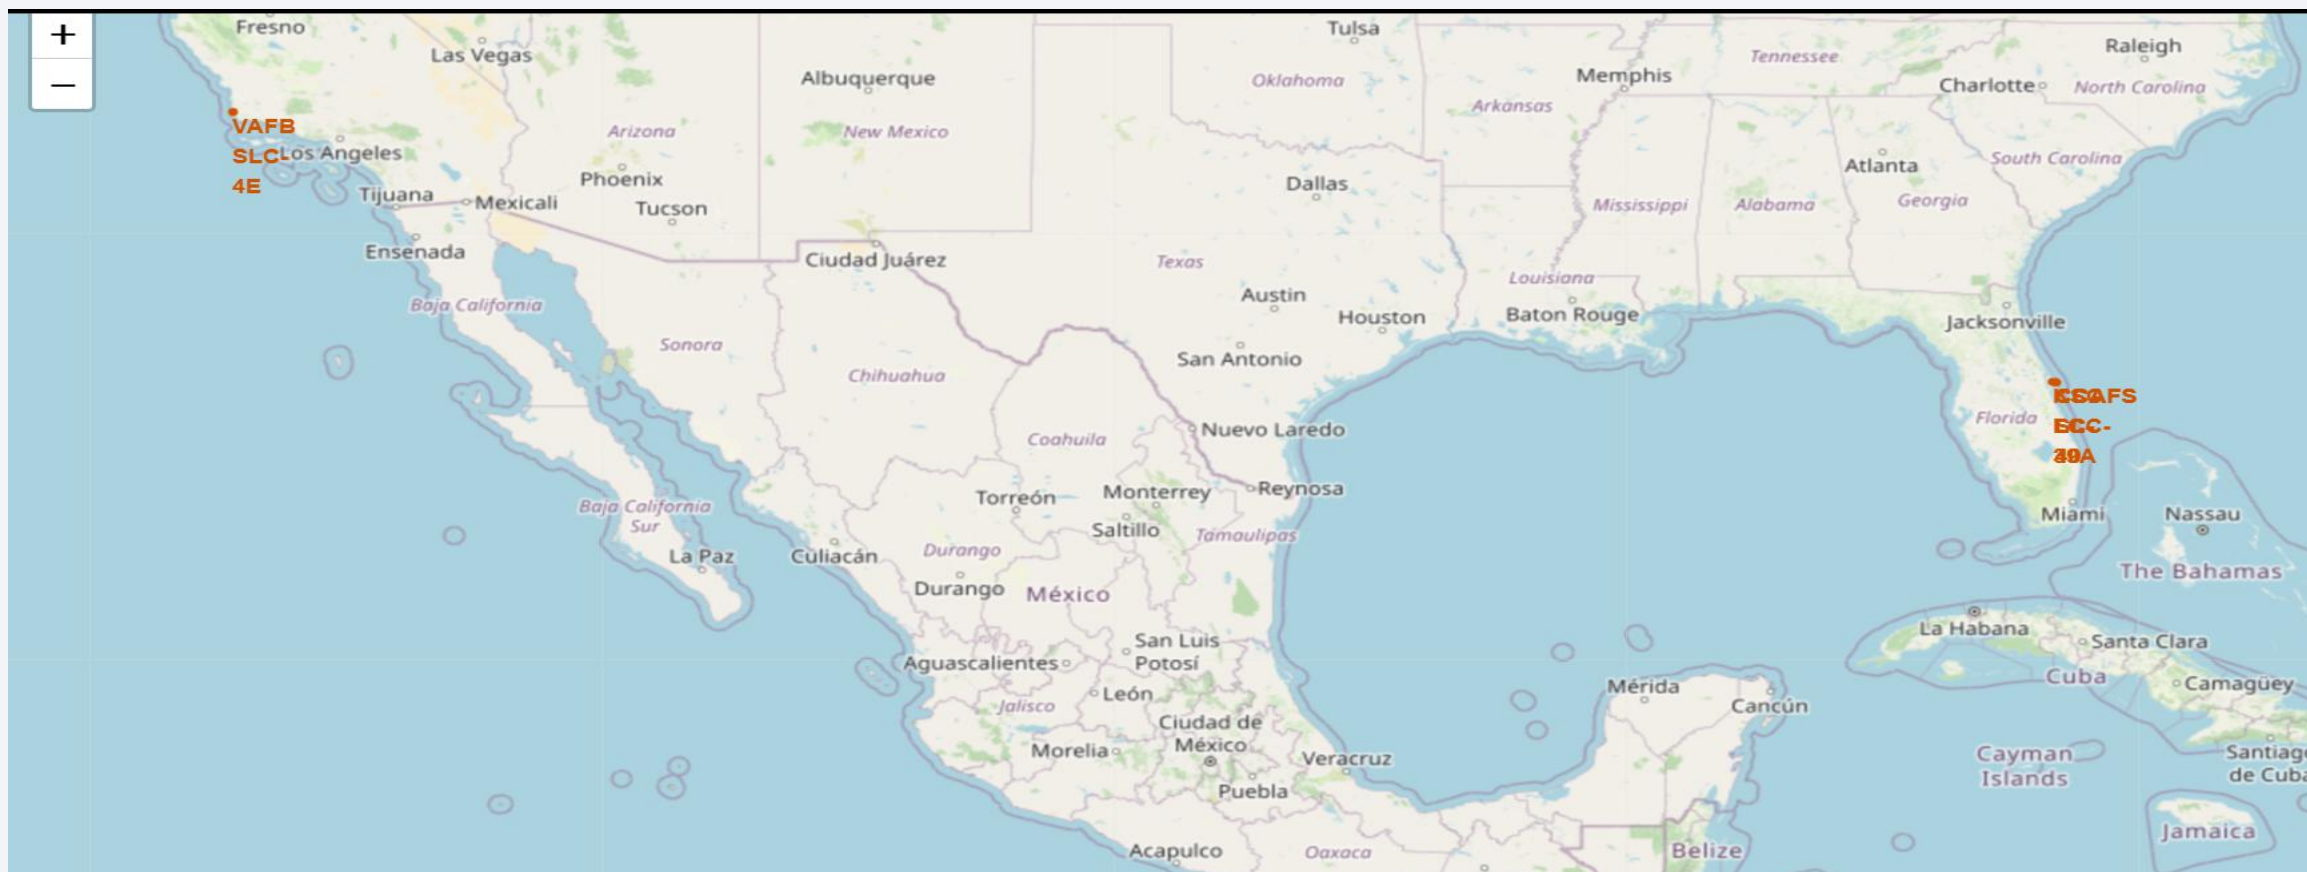 +
−
Fresno
Las Vegas
Albuquerque
Tulsa
Oklahoma
Memphis
Tennessee
Raleigh
Charlotte
North Carolina
Arkansas
VAFB
SLC-
4E
Los Angeles
Arizona
New Mexico
Phoenix
Tucson
Tijuana
Mexicali
Ensenada
Dallas
Mississippi
Alabama
Atlanta
Georgia
South Carolina
Ciudad Juárez
Texas
Austin
Houston
San Antonio
Louisiana
Baton Rouge
Jacksonville
Baja California
Sonora
Chihuahua
Coahuila
Nuevo Laredo
Florida
Torreón
Monterrey
Reynosa
Saltillo
Tamaulipas
Baja California
Sur
La Paz
Culiacán
Durango
Durango
México
Miami
Nassau
The Bahamas
La Habana
Santa Clara
Cuba
Camagüey
San Luis
Potosí
Aguascalientes
León
Jalisco
Ciudad de
México
Morelia
Puebla
Veracruz
Mérida
Cancún
Cayman
Islands
Santiag
de Cuba
Jamaica
Acapulco
Oaxaca
Belize